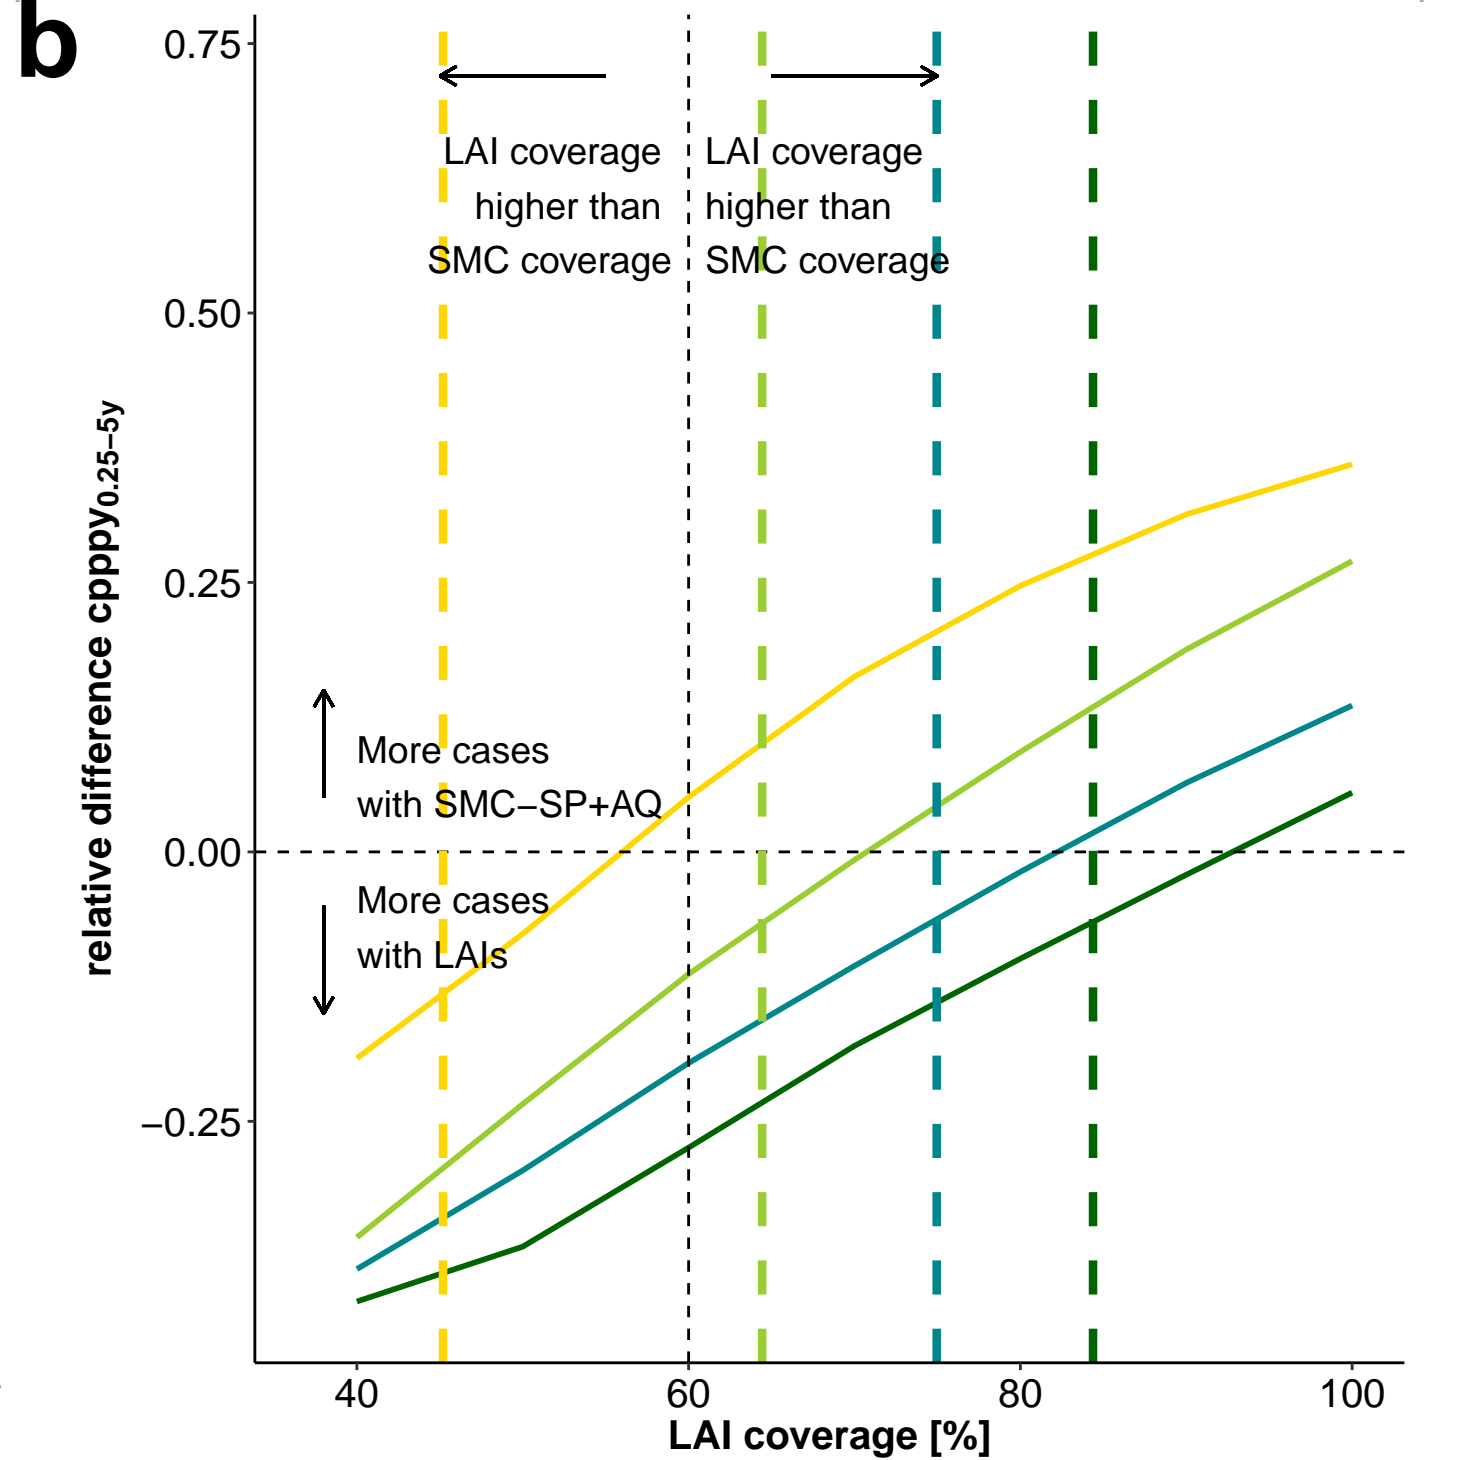 b
0.75
0.50
0.25
0.00
−0.25
LAI coverage
higher than
SMC coverage
LAI coverage
higher than
SMC coverage
More cases
with SMC−SP+AQ
More cases
with LAIs
relative difference cpppy0.25−5y
40
60
80
100
LAI coverage [%]